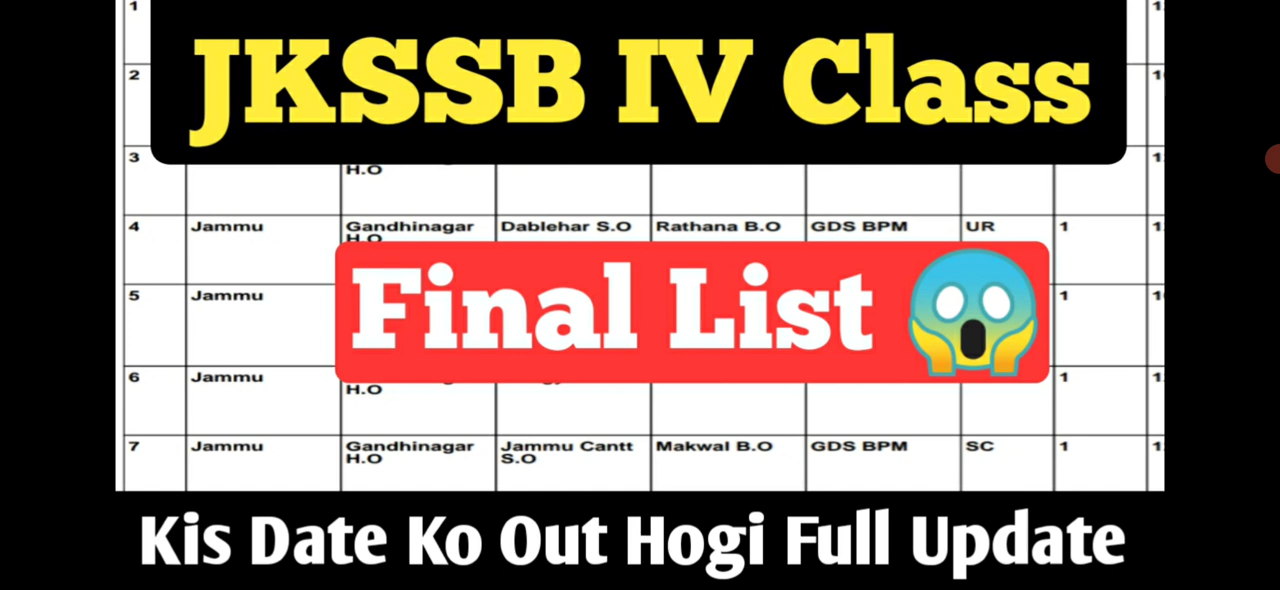 JKSSB IV Class
1
2
3 H.O
4 Jammu Gandhinagar H.O Dablehar S.O Rathana B.O GDS BPM UR 1
5 Jammu 1
6 Jammu H.O 1
7 Jammu Gandhinagar H.O Jammu Cantt S.O Makwal B.O GDS BPM SC 1
Final List
Kis Date Ko Out Hogi Full Update